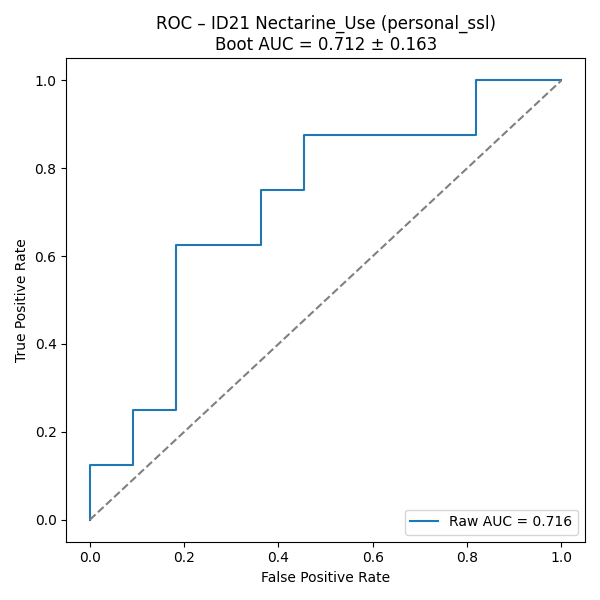 ROC – ID21 Nectarine_Use (personal_ssl)
Boot AUC = 0.712 ± 0.163
True Positive Rate
1.0
0.8
0.6
0.4
0.2
0.0
Raw AUC = 0.716
0.0 0.2 0.4 0.6 0.8 1.0
False Positive Rate